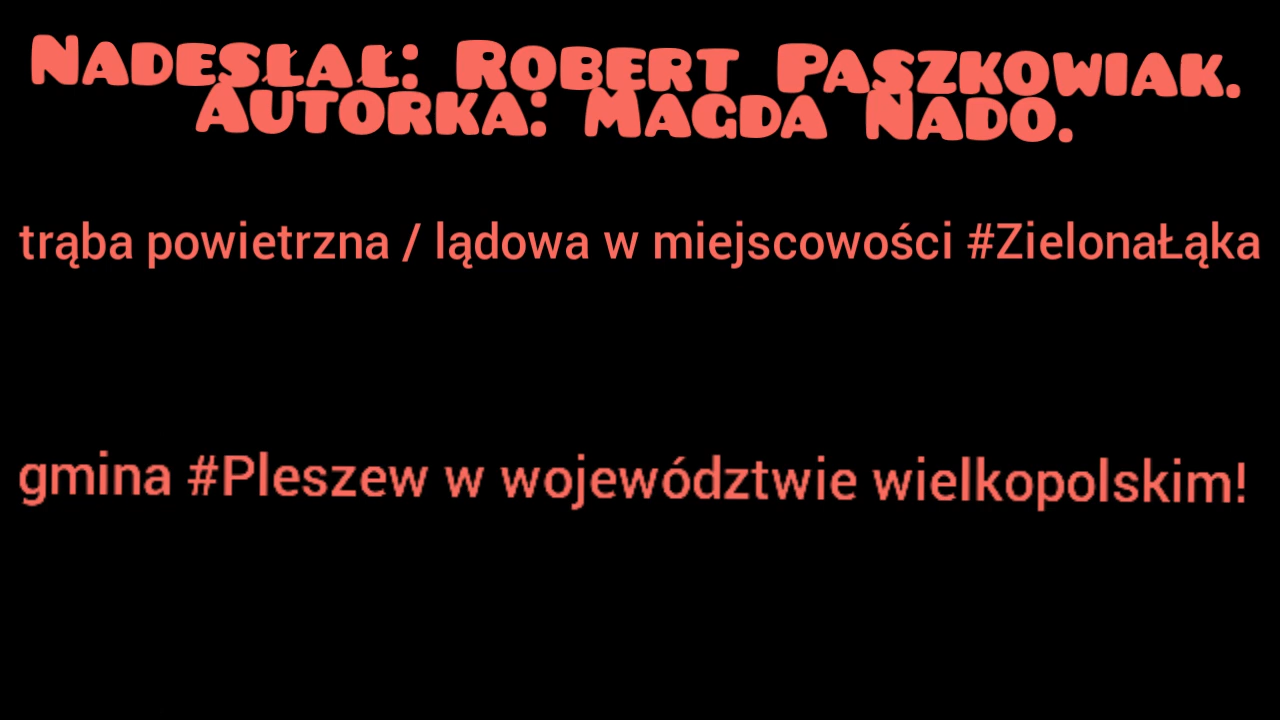 Nadesłał: Robert Paszkowiak.
Autorka: Magda Nado.
trąba powietrzna / lądowa w miejscowości #ZielonaŁąka
gmina #Pleszew w województwie wielkopolskim!